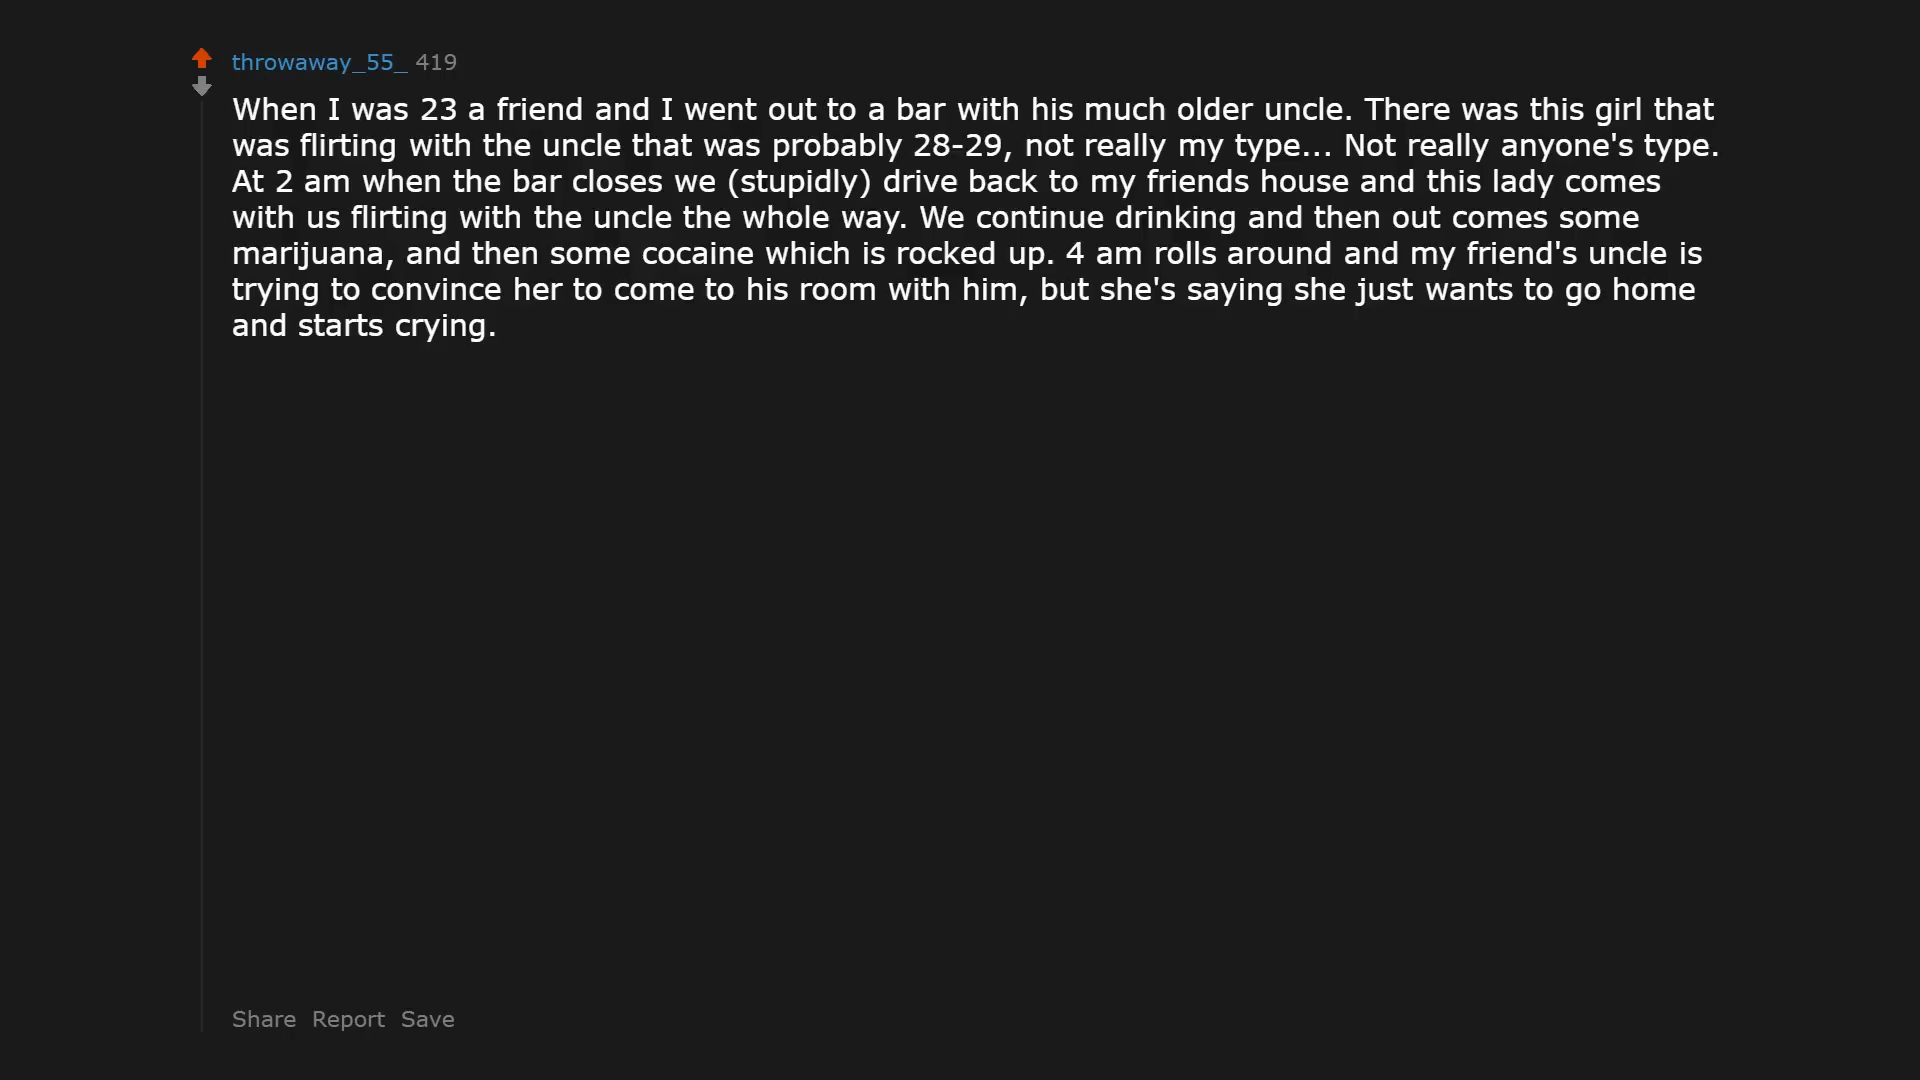 throwaway_55_ 419
When I was 23 a friend and I went out to a bar with his much older uncle. There was this girl that
was flirting with the uncle that was probably 28-29, not really my type... Not really anyone's type.
At 2 am when the bar closes we (stupidly) drive back to my friends house and this lady comes
with us flirting with the uncle the whole way. We continue drinking and then out comes some
marijuana, and then some cocaine which is rocked up. 4 am rolls around and my friend's uncle is
trying to convince her to come to his room with him, but she's saying she just wants to go home
and starts crying.
Share Report Save